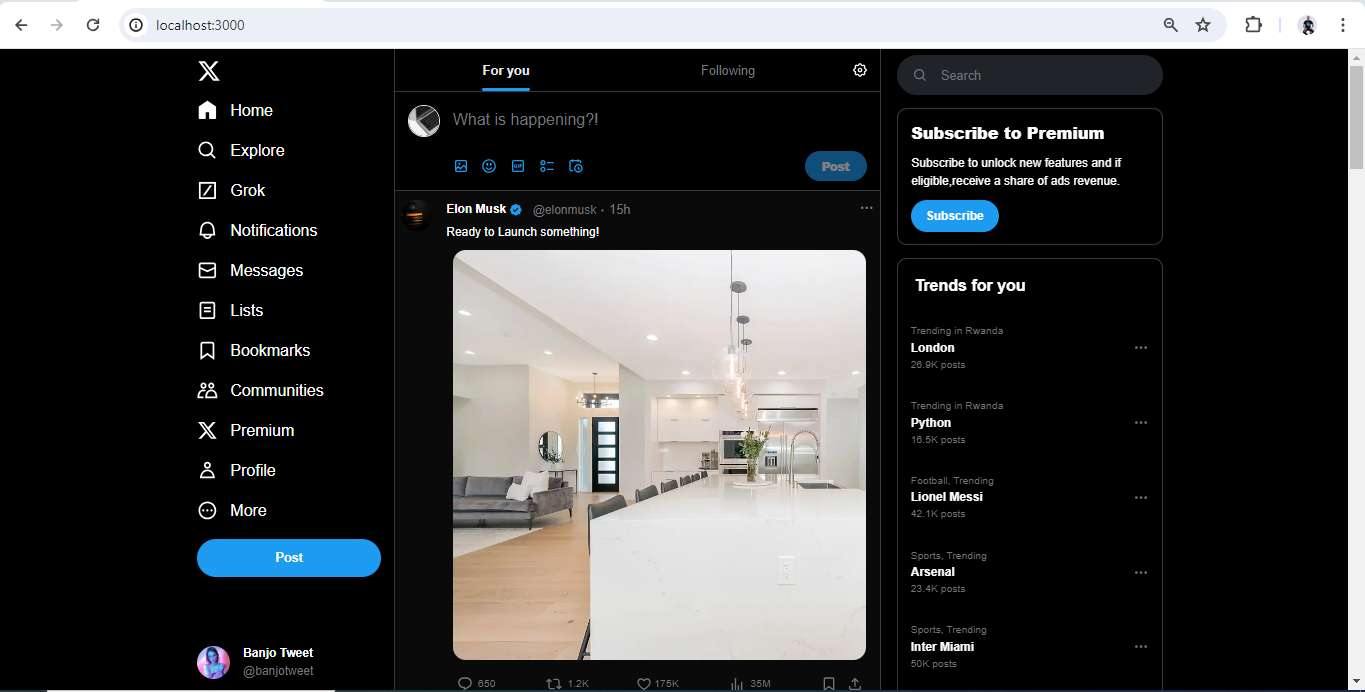 localhost:3000
Home
Explore
Grok
Notifications
Messages
Lists
Bookmarks
Communities
Premium
Profile
More
Post
Banjo Tweet
@banjotweet
For you
Following
What is happening?!
GIF
Post
Elon Musk @elonmusk · 15h
Ready to Launch something!
650
1.2K
175K
35M
Search
Subscribe to Premium
Subscribe to unlock new features and if
eligible,receive a share of ads revenue.
Subscribe
Trends for you
Trending in Rwanda
London
26.9K posts
Trending in Rwanda
Python
16.5K posts
Football, Trending
Lionel Messi
42.1K posts
Sports, Trending
Arsenal
23.4K posts
Sports, Trending
Inter Miami
50K posts